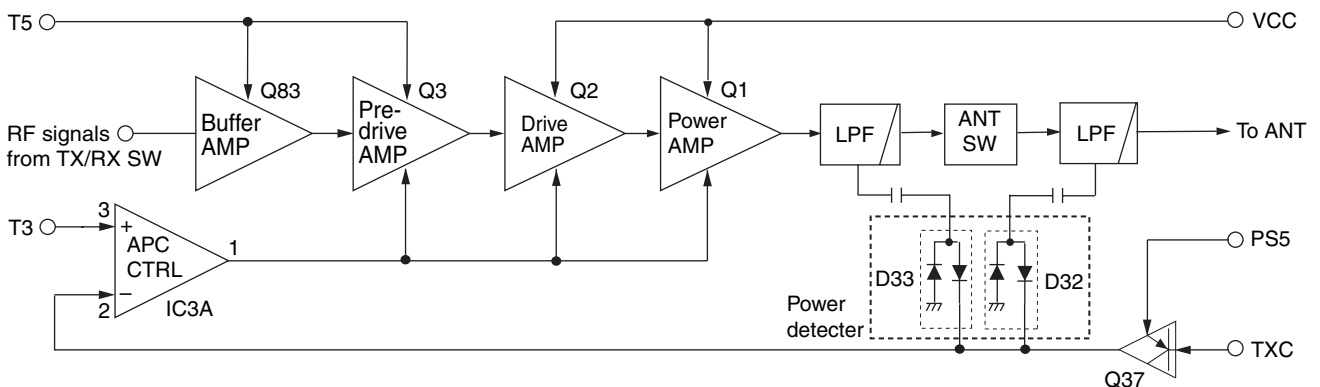 T5
VCC
Q83
Q3
Q2
Q1
Buffer
AMP
Pre-
drive
AMP
Drive
AMP
Power
AMP
LPF
ANT
SW
LPF
To ANT
RF signals
from TX/RX SW
T3
3
+
APC
CTRL
1
–
2
IC3A
PS5
D33
D32
Power
detecter
TXC
Q37